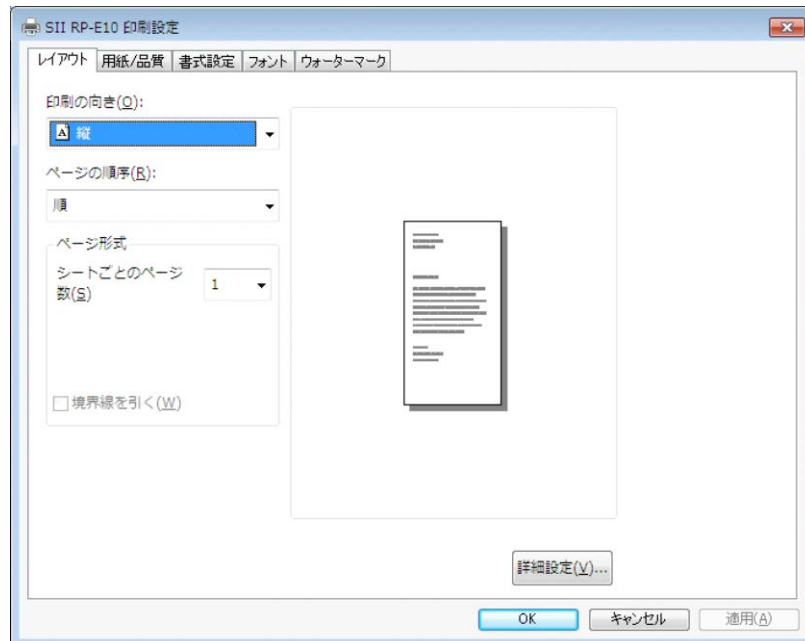 SII RP-E10 印刷設定
レイアウト 用紙/品質 書式設定 フォント ウォーターマーク
印刷の向き(O):
縦
ページの順序(R):
順
ページ形式
シートごとのページ
数(S)
1
境界線を引く(W)
詳細設定(V)...
OK キャンセル 適用(A)